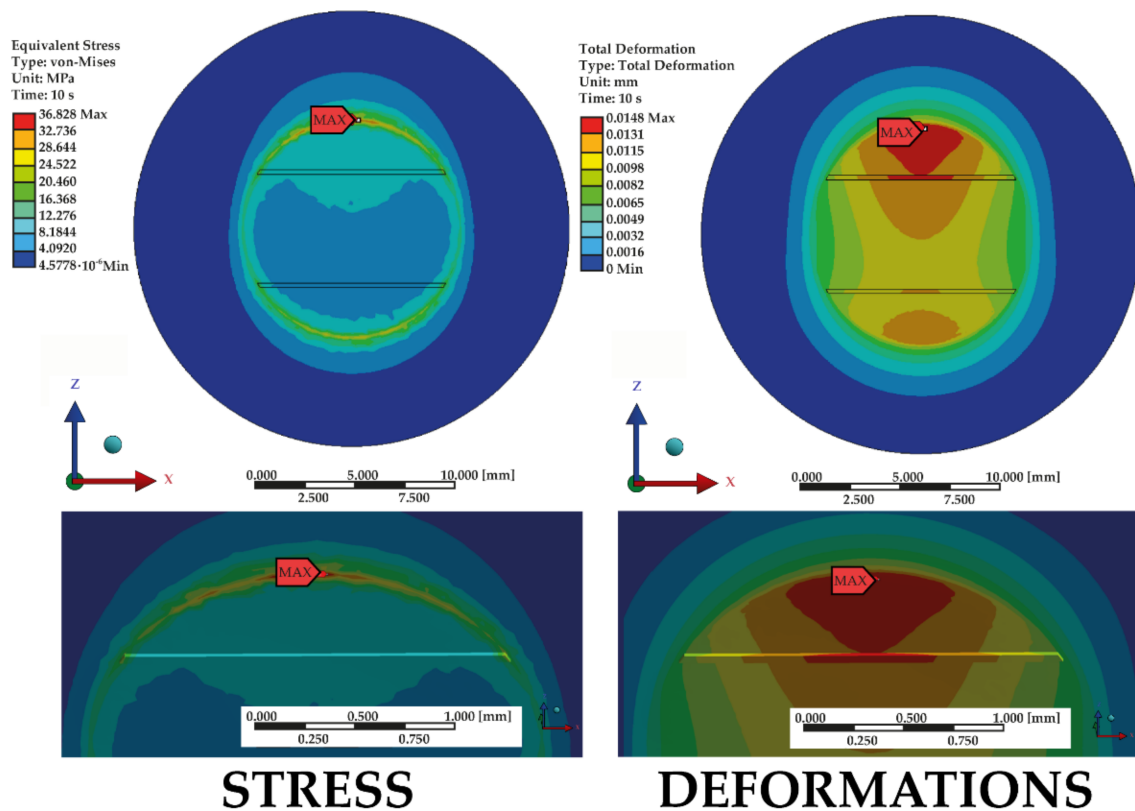 Equivalent Stress
Type: von-Mises
Unit: MPa
Time: 10 s
36.828 Max
32.736
28.644
24.522
20.460
16.368
12.276
8.1844
4.0920
4.5778·10⁻⁶Min
MAX
Z
X
0.000 5.000 10.000 [mm]
2.500 7.500
Total Deformation
Type: Total Deformation
Unit: mm
Time: 10 s
0.0148 Max
0.0131
0.0115
0.0098
0.0082
0.0065
0.0049
0.0032
0.0016
0 Min
MAX
Z
X
0.000 5.000 10.000 [mm]
2.500 7.500
MAX
0.000 0.500 1.000 [mm]
0.250 0.750
MAX
0.000 0.500 1.000 [mm]
0.250 0.750
STRESS
DEFORMATIONS